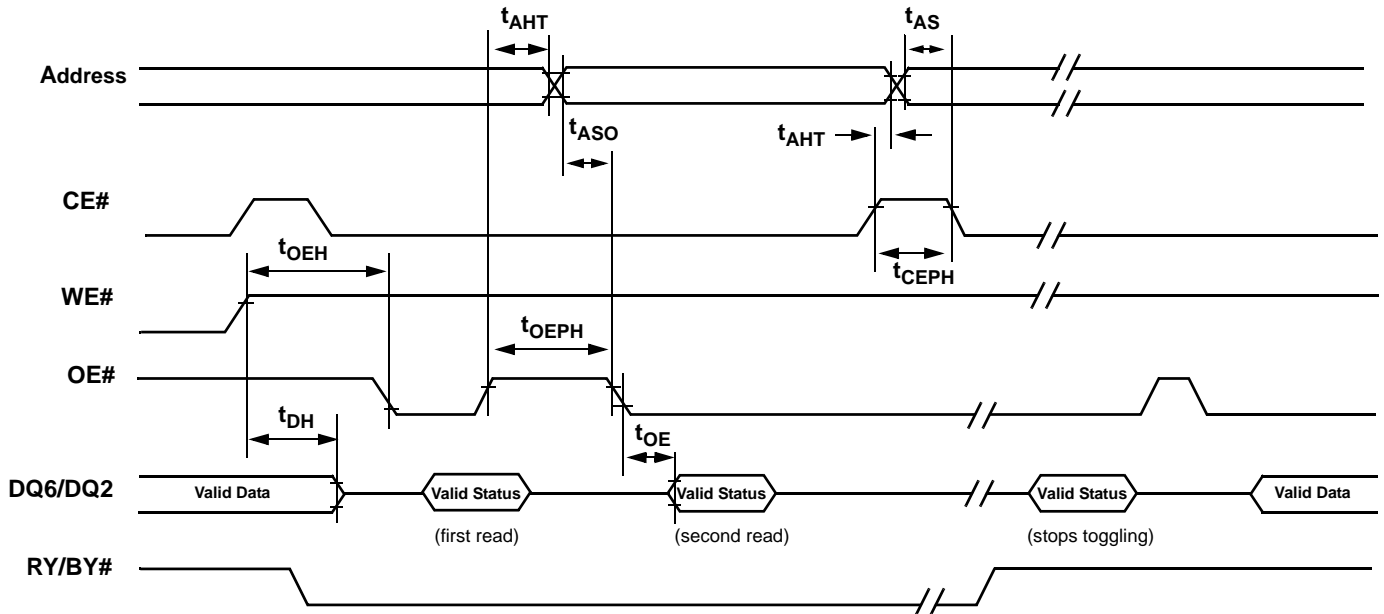 tAHT
tAS
Address
tASO
tAHT
CE#
tOEH
tCEPH
WE#
tOEPH
OE#
tDH
tOE
DQ6/DQ2
Valid Data
Valid Status
Valid Status
Valid Status
Valid Data
(first read)
(second read)
(stops toggling)
RY/BY#